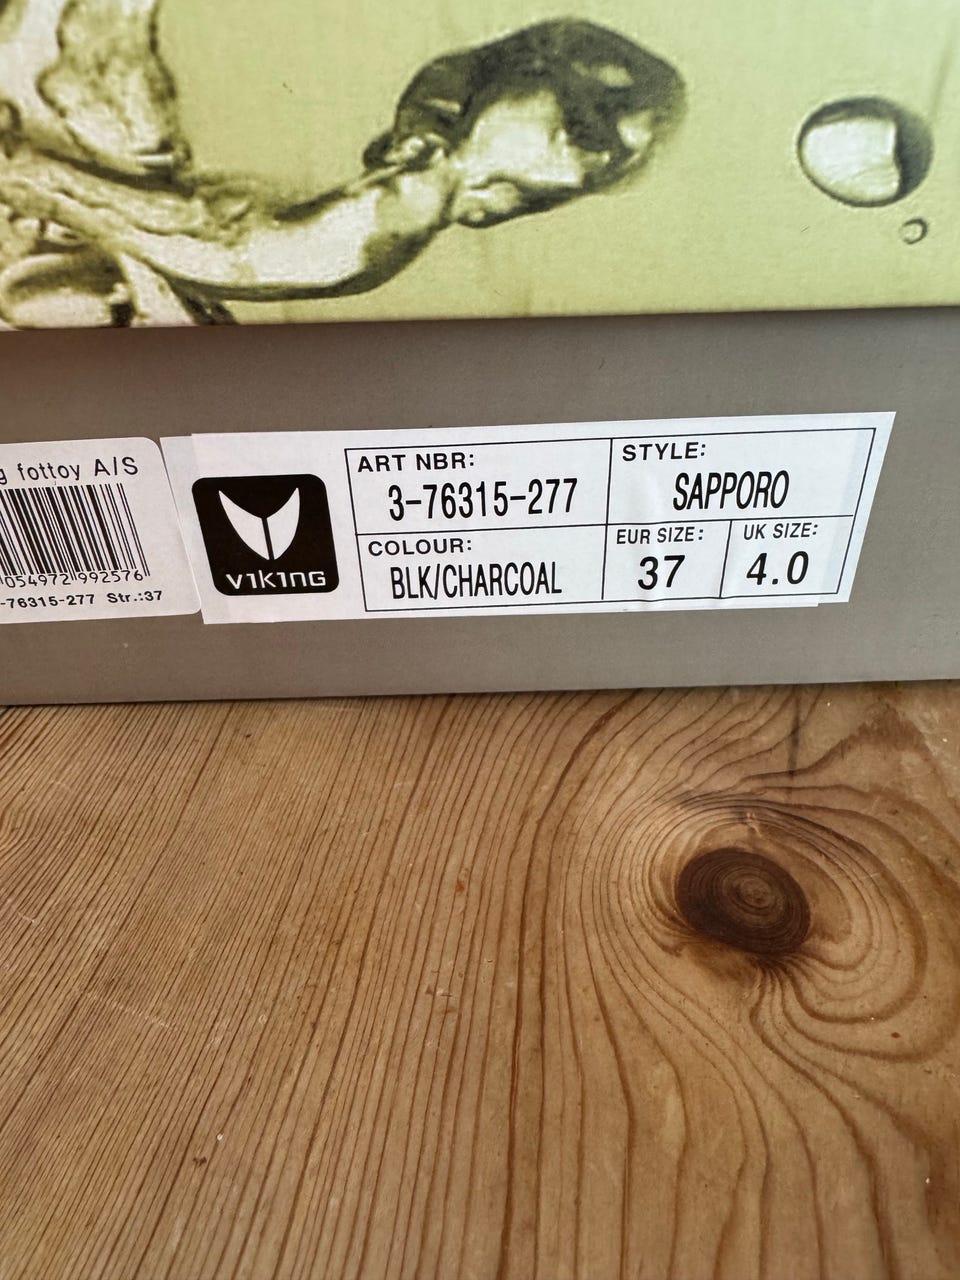 g fottoy A/S
054972 992576
-76315-277 Str.:37
VIKING
ART NBR:
3-76315-277
STYLE:
SAPPORO
COLOUR:
BLK/CHARCOAL
EUR SIZE:
37
UK SIZE:
4.0